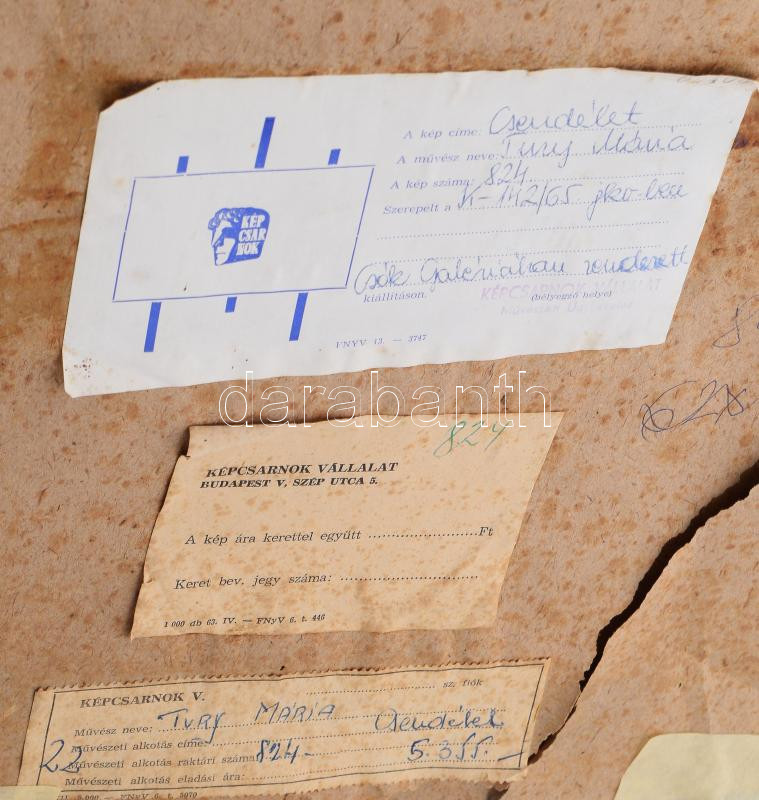 A kép címe: Csendélet
A művész neve: Tury Mária
A kép száma: 824
Szerepelt a K-142/65 gkv-ben
Csók Galériában rendezett
kiállításon.
KÉPCSARNOK VÁLLALAT
(bélyegző helye)
KÉP
CSAR
NOK
FNYV 13. — 3747
darabanth
824
KÉPCSARNOK VÁLLALAT
BUDAPEST V, SZÉP UTCA 5.
A kép ára kerettel együtt ........................ Ft
Keret bev. jegy száma: ..............................
1 000 db 63. IV. — FNyV 6. t. 446
KÉPCSARNOK V. .............................. sz. fiók
Művész neve: TURY MÁRIA
Művészeti alkotás címe: Csendélet
Művészeti alkotás raktári száma: 824 - 5.355.-
Művészeti alkotás eladási ára: